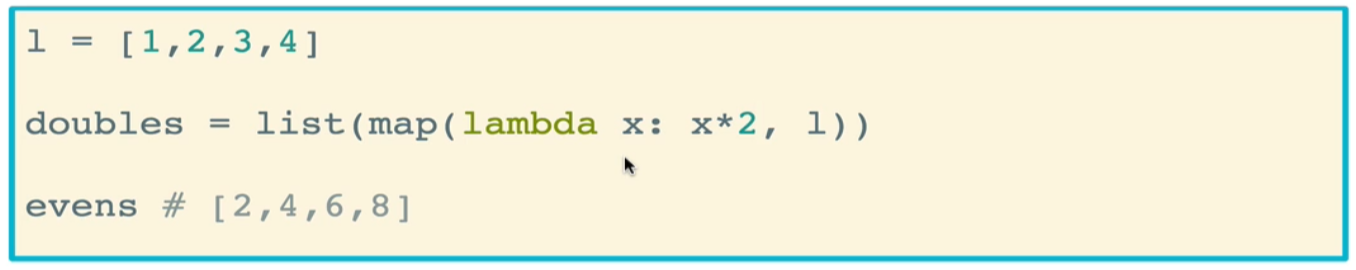 l = [1,2,3,4]
doubles = list(map(lambda x: x*2, l))
evens # [2,4,6,8]